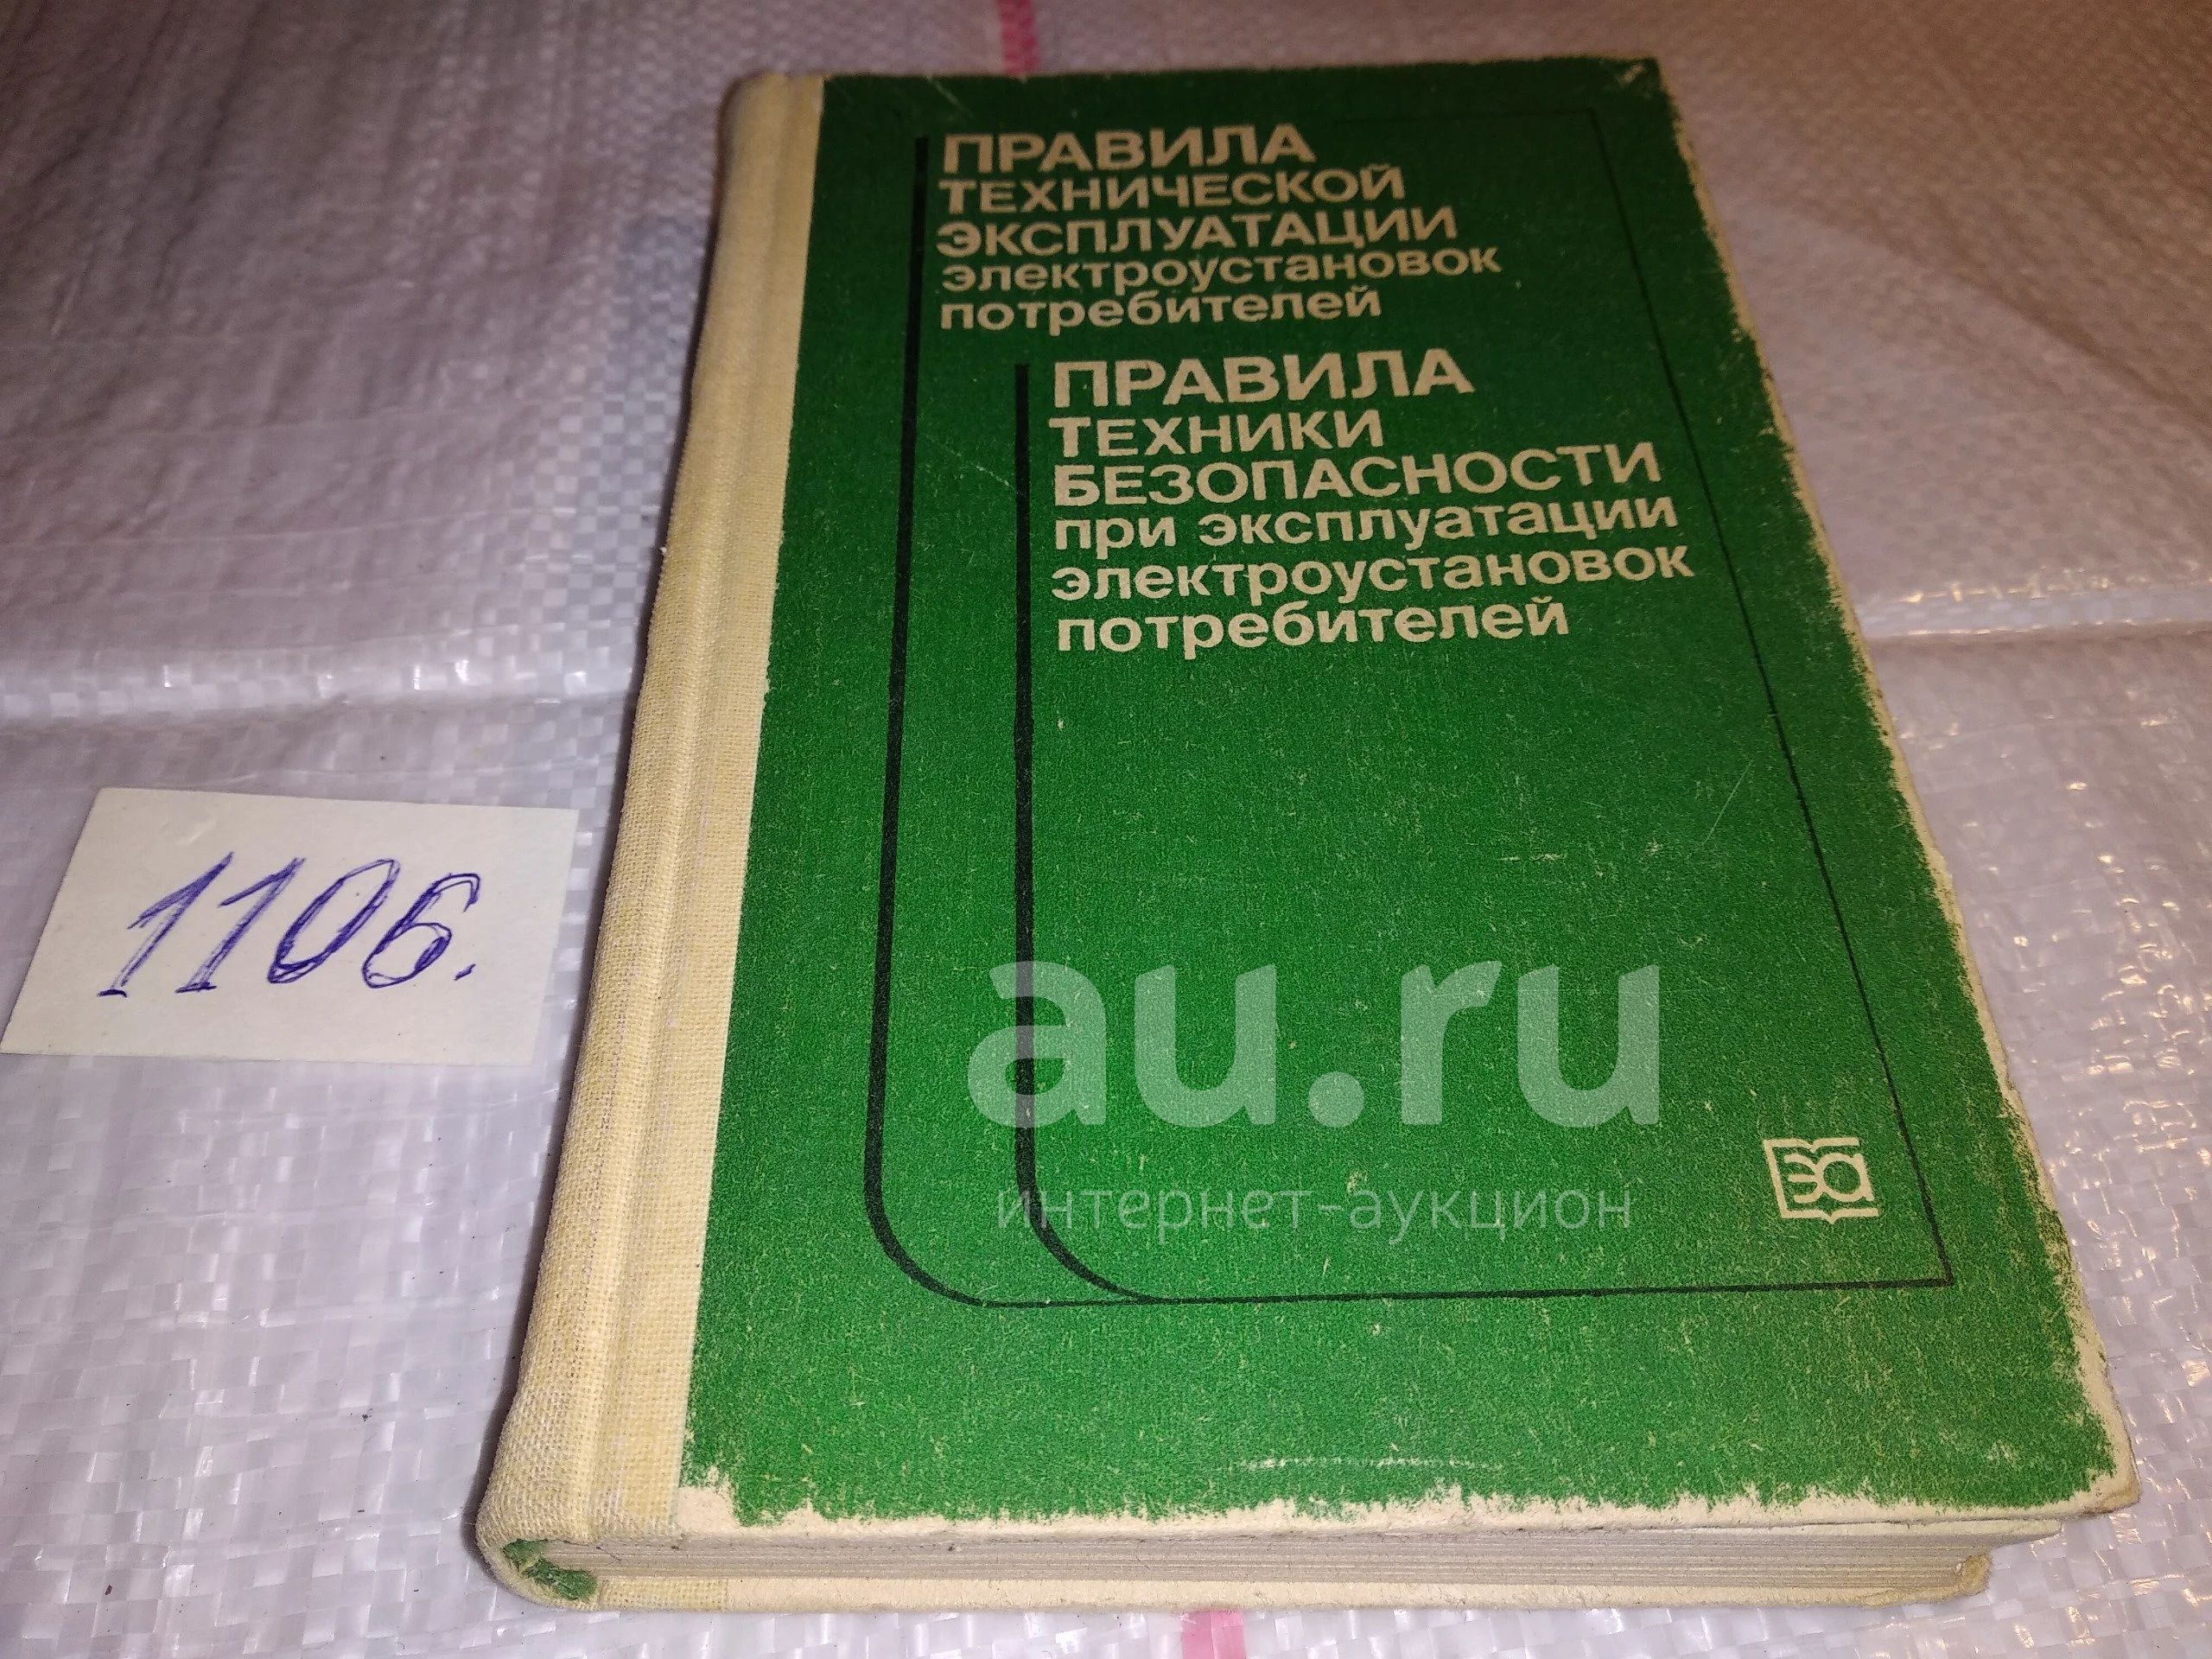 ПРАВИЛА
ТЕХНИЧЕСКОЙ
ЭКСПЛУАТАЦИИ
электроустановок
потребителей
ПРАВИЛА
ТЕХНИКИ
БЕЗОПАСНОСТИ
при эксплуатации
электроустановок
потребителей
1106.
au.ru
интернет-аукцион